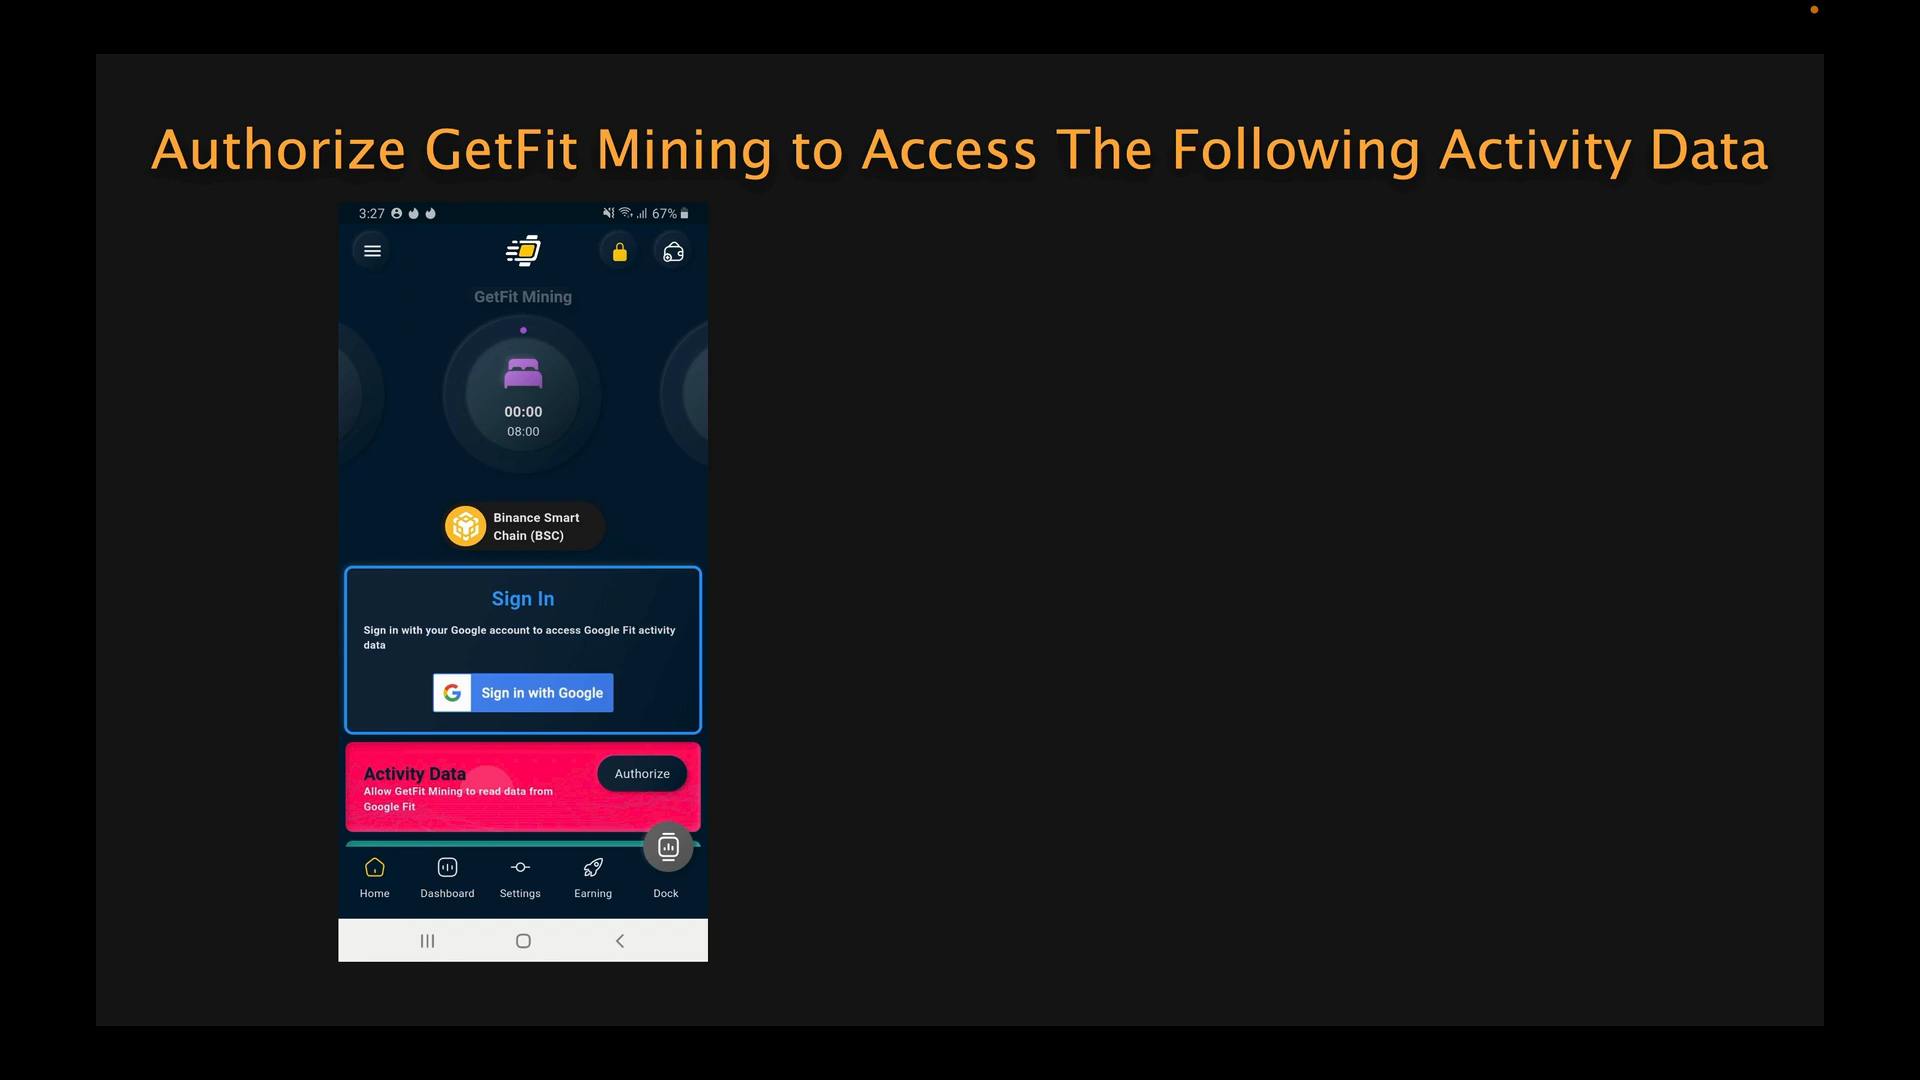 Authorize GetFit Mining to Access The Following Activity Data
3:27
67%
GetFit Mining
00:00
08:00
Binance Smart
Chain (BSC)
Sign In
Sign in with your Google account to access Google Fit activity
data
G Sign in with Google
Activity Data
Authorize
Allow GetFit Mining to read data from
Google Fit
Home Dashboard Settings Earning Dock